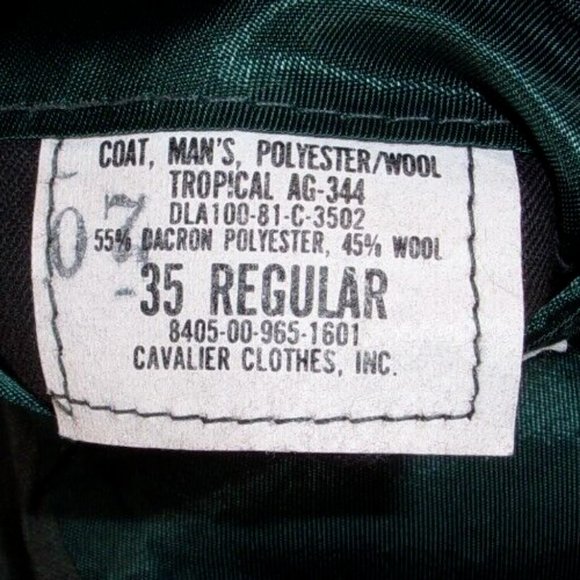 COAT, MAN'S, POLYESTER/WOOL
TROPICAL AG-344
DLA100-81-C-3502
55% DACRON POLYESTER, 45% WOOL
35 REGULAR
8405-00-965-1601
CAVALIER CLOTHES, INC.
07